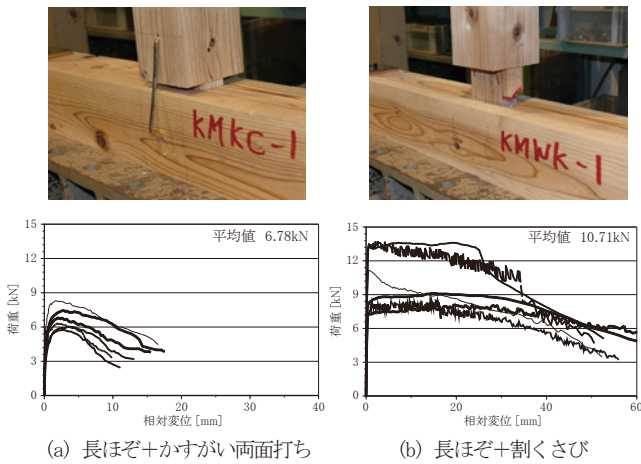 KMKC-1
KMWK-1
平均値 6.78kN
15
12
9
6
3
0
荷重 [kN]
0 10 20 30 40
相対変位 [mm]
平均値 10.71kN
15
12
9
6
3
0
荷重 [kN]
0 20 40 60
相対変位 [mm]
(a) 長ほぞ+かすがい両面打ち
(b) 長ほぞ+割くさび